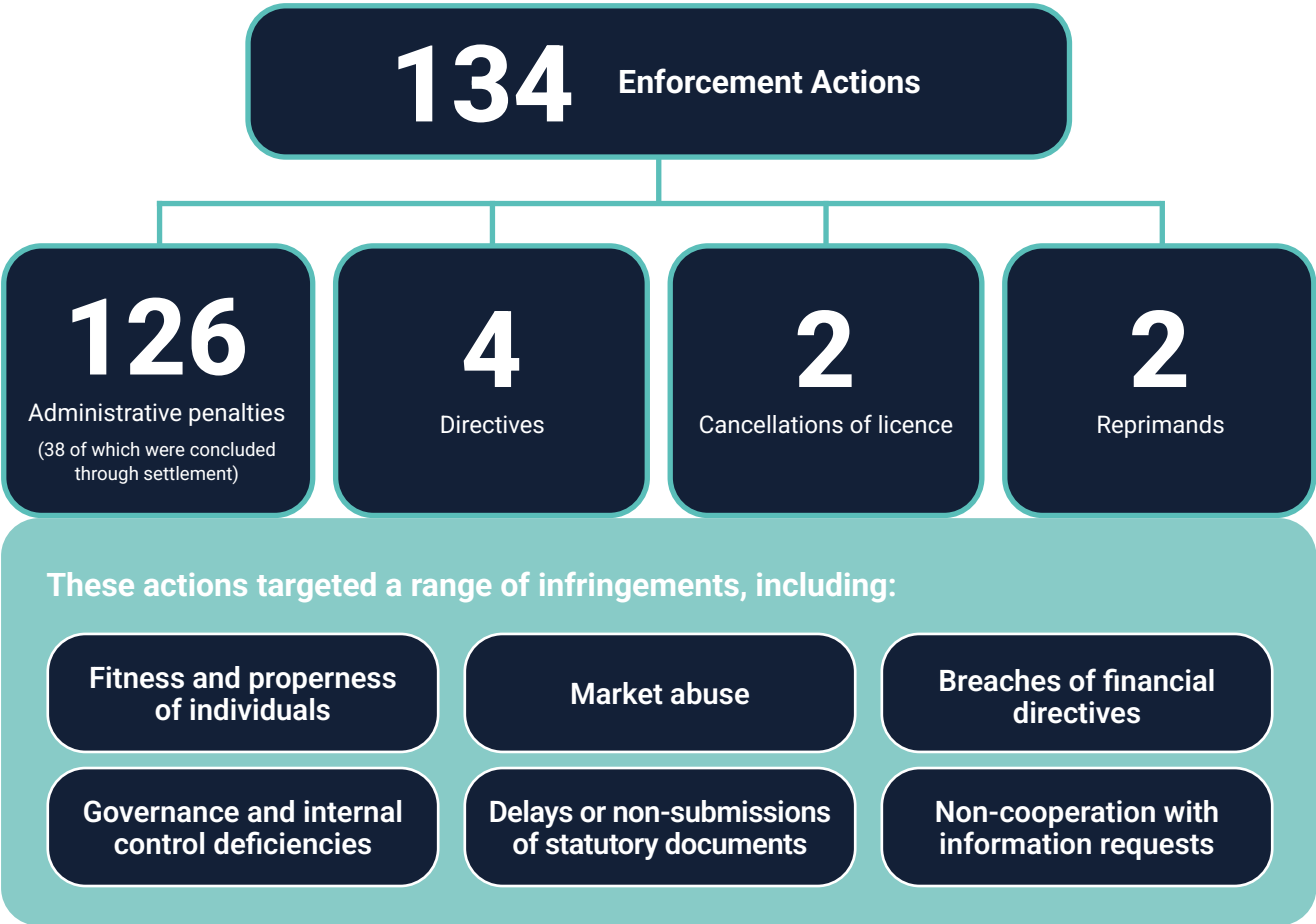 134 Enforcement Actions
126
Administrative penalties
(38 of which were concluded
through settlement)
4
Directives
2
Cancellations of licence
2
Reprimands
These actions targeted a range of infringements, including:
Fitness and properness
of individuals
Market abuse
Breaches of financial
directives
Governance and internal
control deficiencies
Delays or non-submissions
of statutory documents
Non-cooperation with
information requests